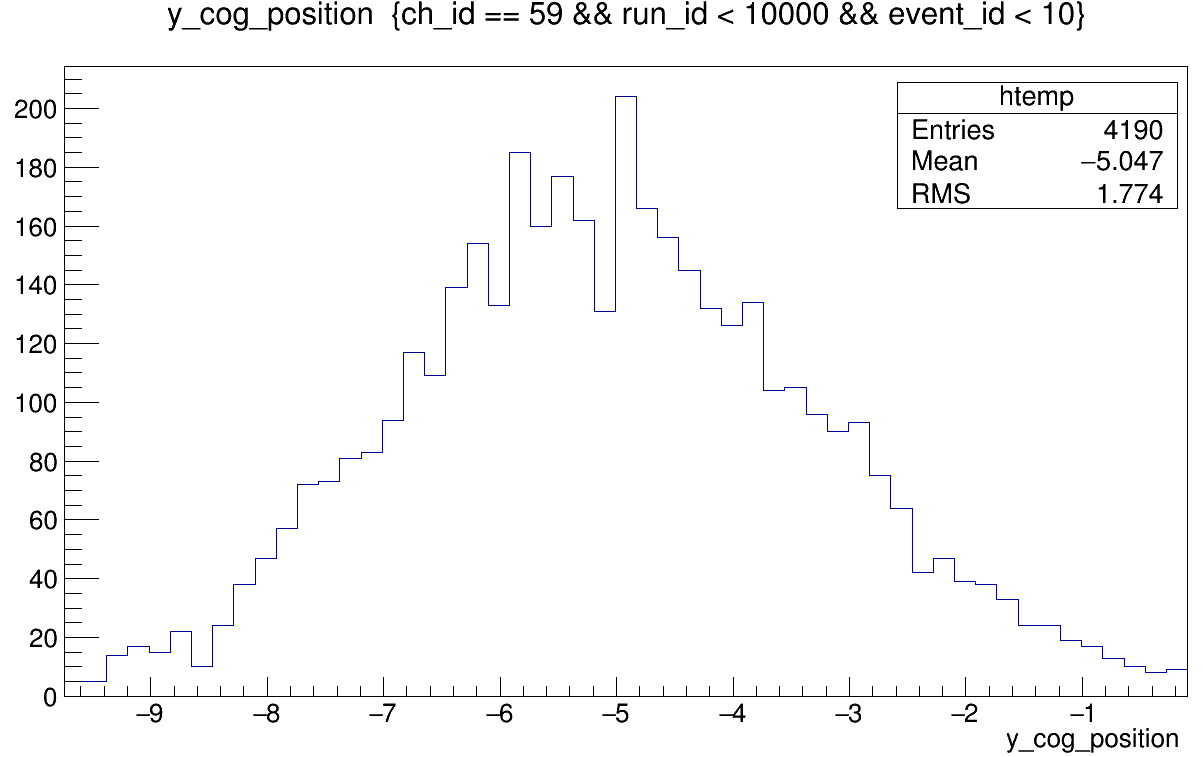 y_cog_position {ch_id == 59 && run_id < 10000 && event_id < 10}
htemp
Entries 4190
Mean −5.047
RMS 1.774
200
180
160
140
120
100
80
60
40
20
0
−9 −8 −7 −6 −5 −4 −3 −2 −1
y_cog_position